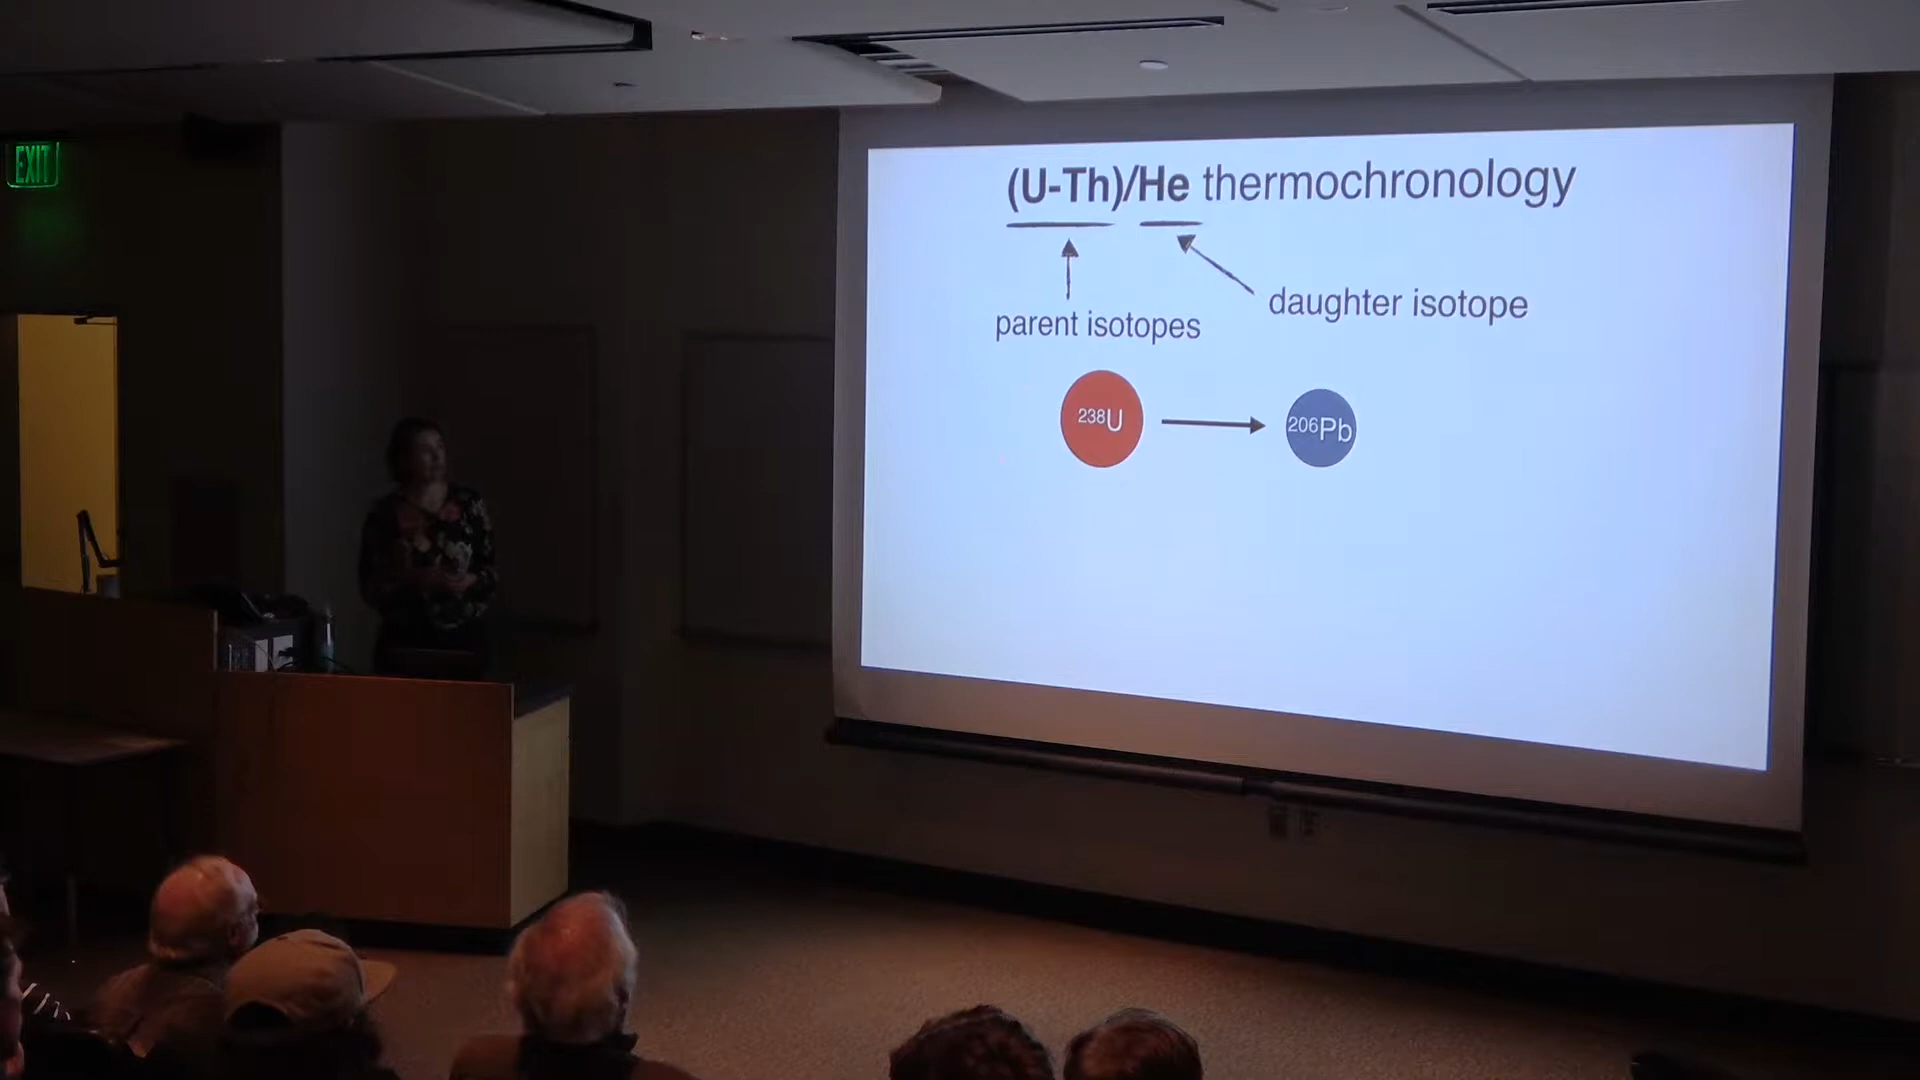 EXIT
(U-Th)/He thermochronology
parent isotopes
daughter isotope
²³⁸U
²⁰⁶Pb